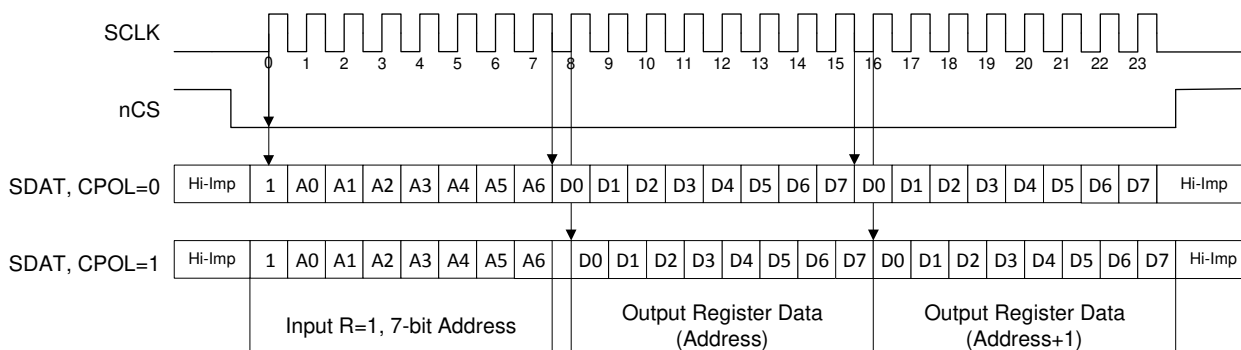 SCLK
0 1 2 3 4 5 6 7 8 9 10 11 12 13 14 15 16 17 18 19 20 21 22 23
nCS
SDAT, CPOL=0 Hi-Imp 1 A0 A1 A2 A3 A4 A5 A6 D0 D1 D2 D3 D4 D5 D6 D7 D0 D1 D2 D3 D4 D5 D6 D7 Hi-Imp
SDAT, CPOL=1 Hi-Imp 1 A0 A1 A2 A3 A4 A5 A6 D0 D1 D2 D3 D4 D5 D6 D7 D0 D1 D2 D3 D4 D5 D6 D7 Hi-Imp
Input R=1, 7-bit Address
Output Register Data
(Address)
Output Register Data
(Address+1)